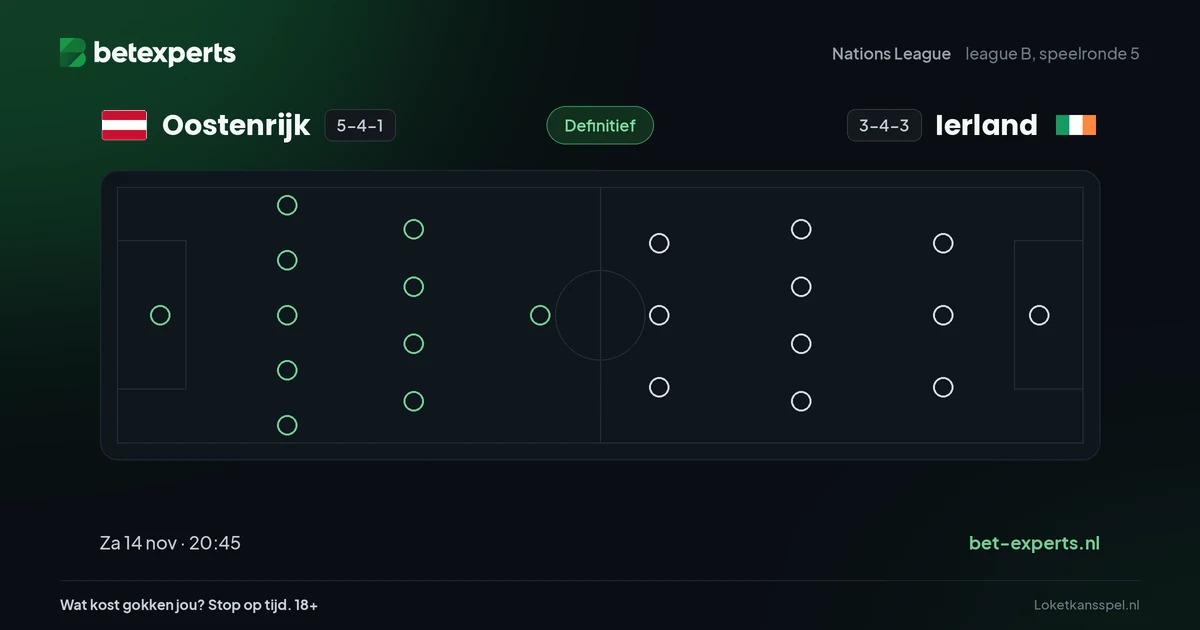 betexperts
Nations League league B, speelronde 5
Oostenrijk 5-4-1
Definitief
3-4-3 Ierland
Za 14 nov · 20:45
bet-experts.nl
Wat kost gokken jou? Stop op tijd. 18+
Loketkansspel.nl